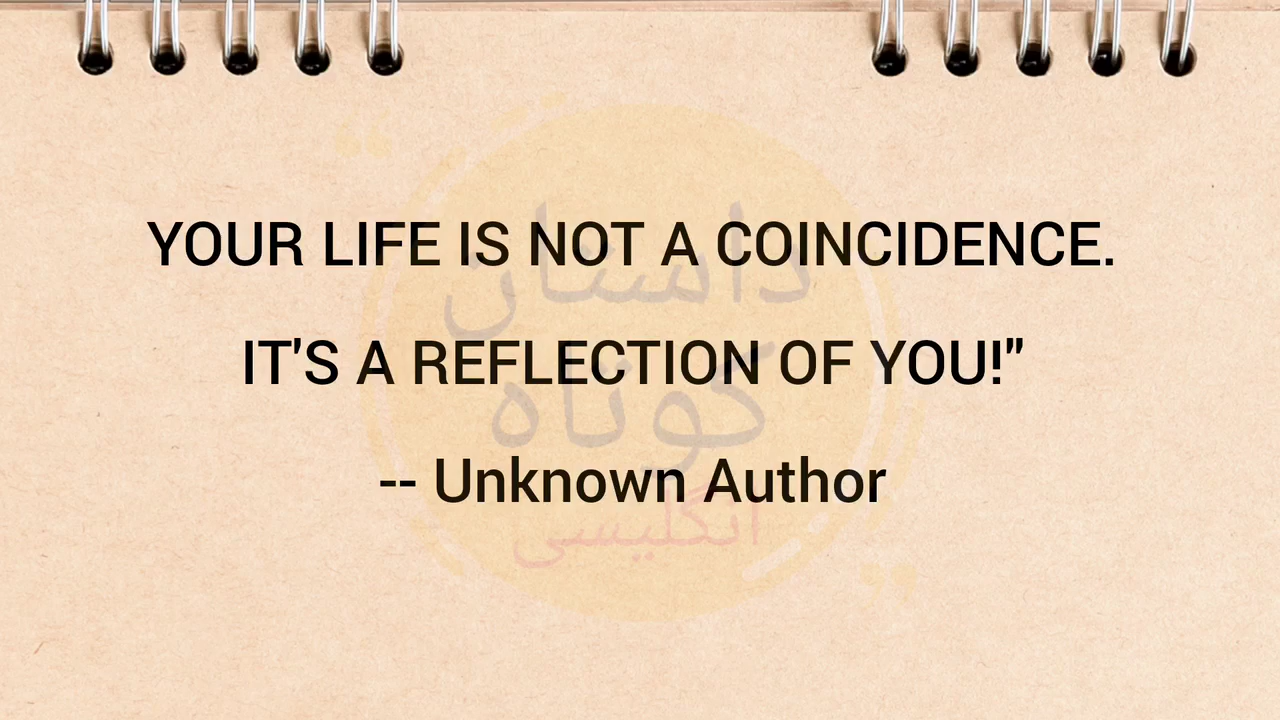 YOUR LIFE IS NOT A COINCIDENCE.
IT'S A REFLECTION OF YOU!"
-- Unknown Author
داستان
کوتاه
انگلیسی